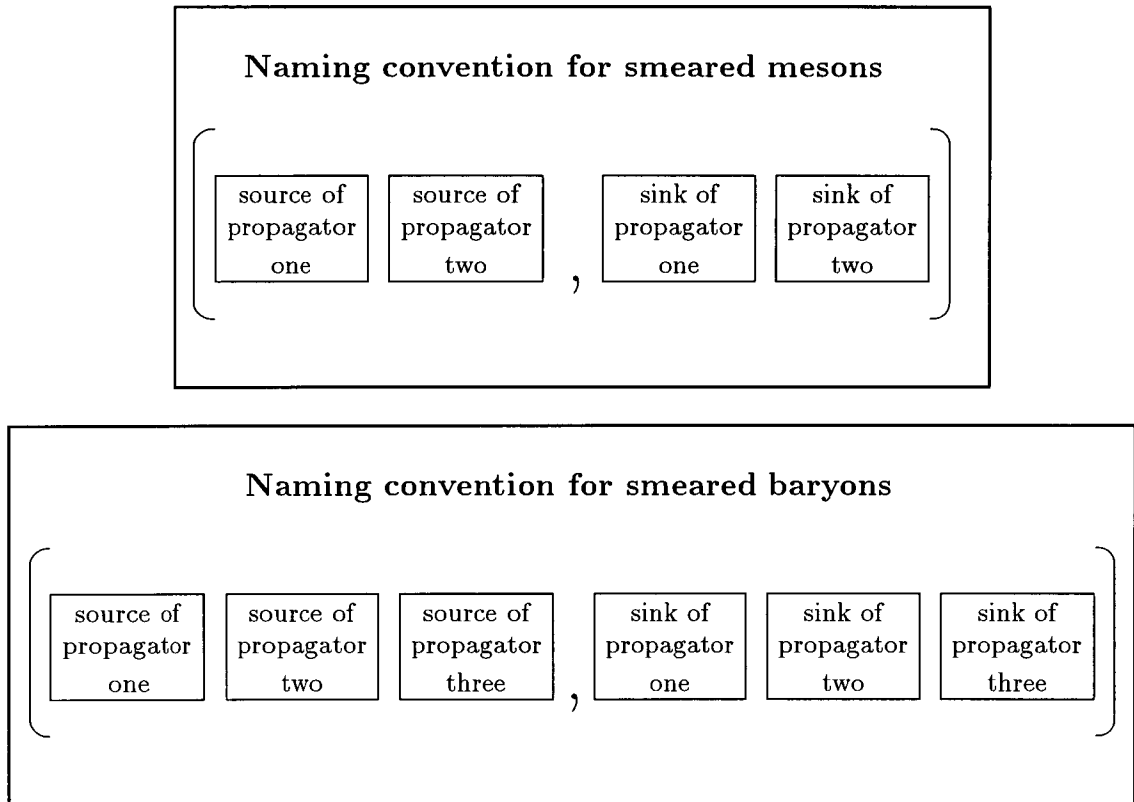 Naming convention for smeared mesons
source of
propagator
one
source of
propagator
two
,
sink of
propagator
one
sink of
propagator
two
Naming convention for smeared baryons
source of
propagator
one
source of
propagator
two
source of
propagator
three
,
sink of
propagator
one
sink of
propagator
two
sink of
propagator
three